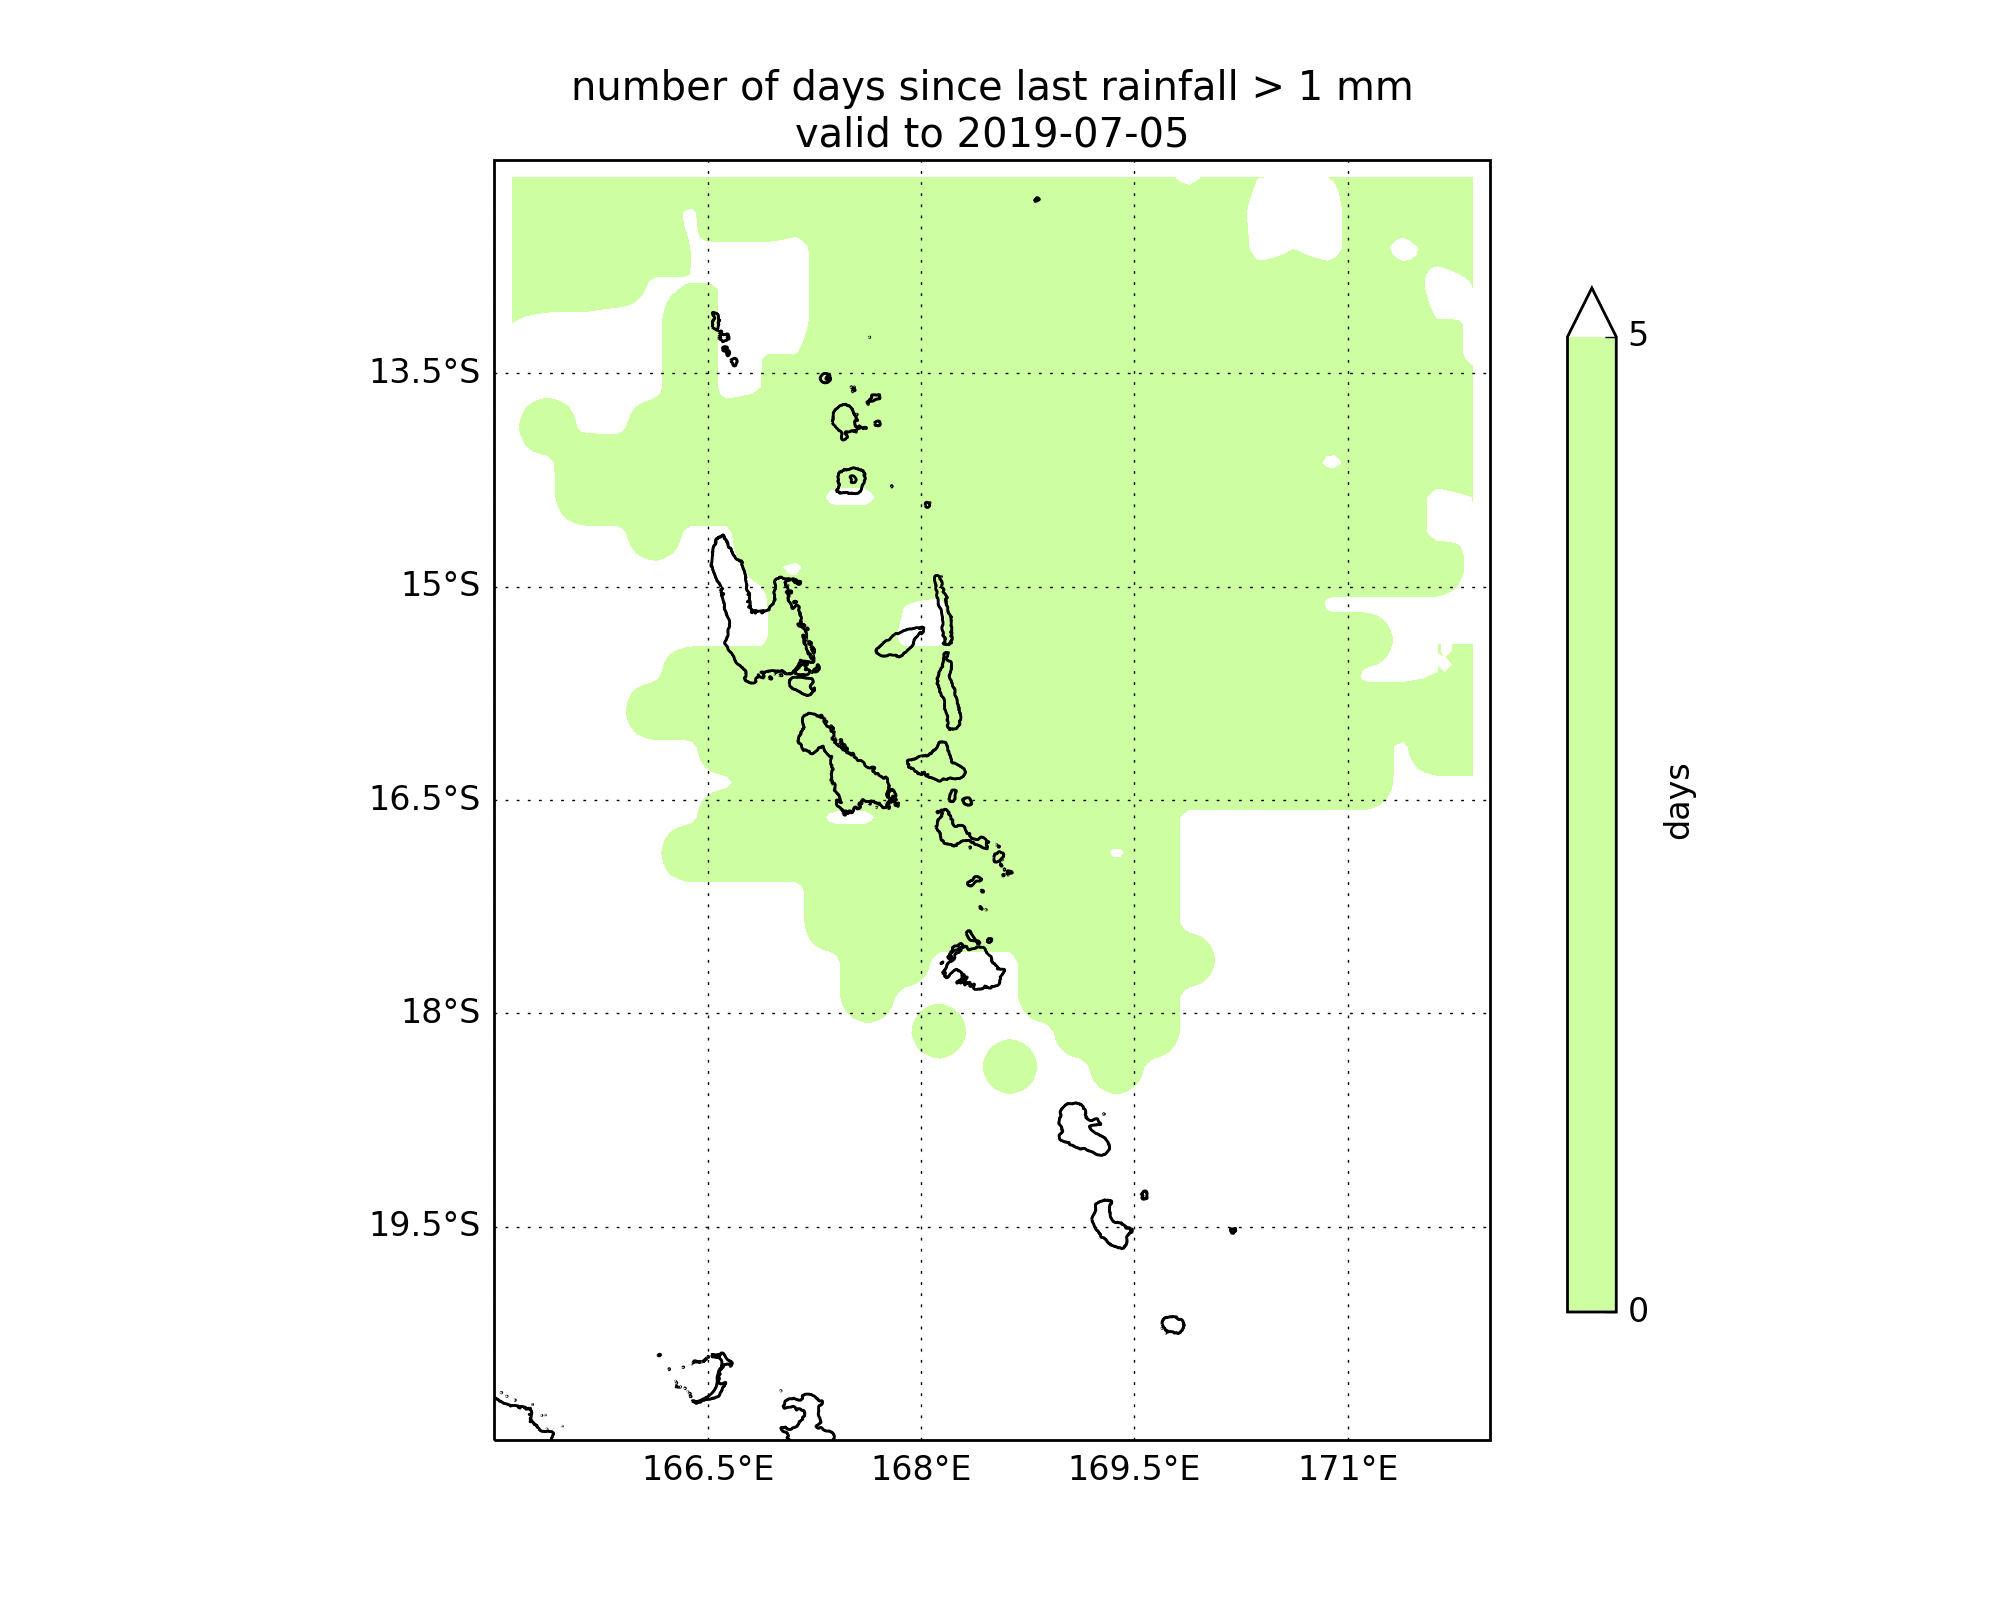 number of days since last rainfall > 1 mm
valid to 2019-07-05
13.5°S
15°S
16.5°S
18°S
19.5°S
166.5°E
168°E
169.5°E
171°E
5
0
days